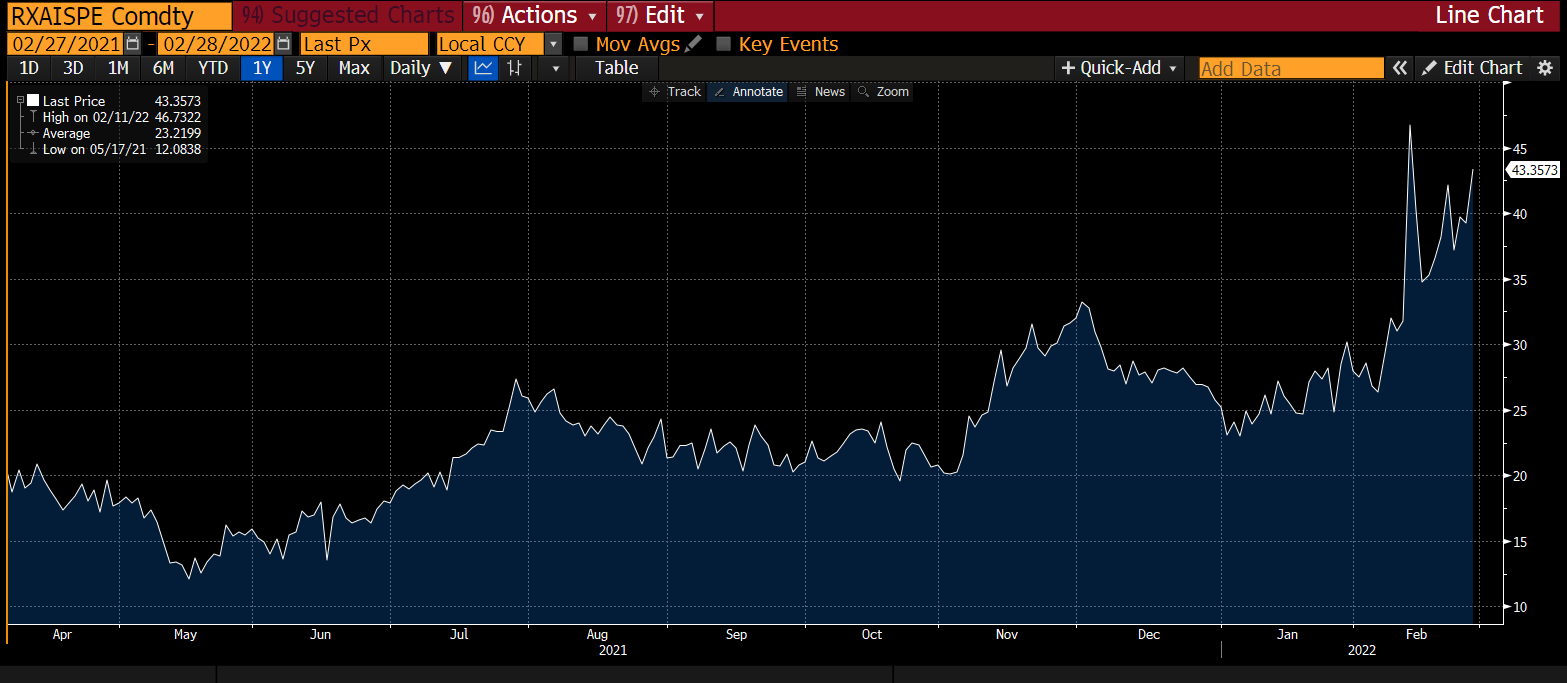 RXAISPE Comdty 94) Suggested Charts 96) Actions 97) Edit Line Chart
02/27/2021 - 02/28/2022 Last Px Local CCY Mov Avgs Key Events
1D 3D 1M 6M YTD 1Y 5Y Max Daily Table Quick-Add Add Data Edit Chart
Track Annotate News Zoom
Last Price 43.3573
High on 02/11/22 46.7322
Average 23.2199
Low on 05/17/21 12.0838
45
43.3573
40
35
30
25
20
15
10
Apr May Jun Jul Aug Sep Oct Nov Dec Jan Feb
2021 2022